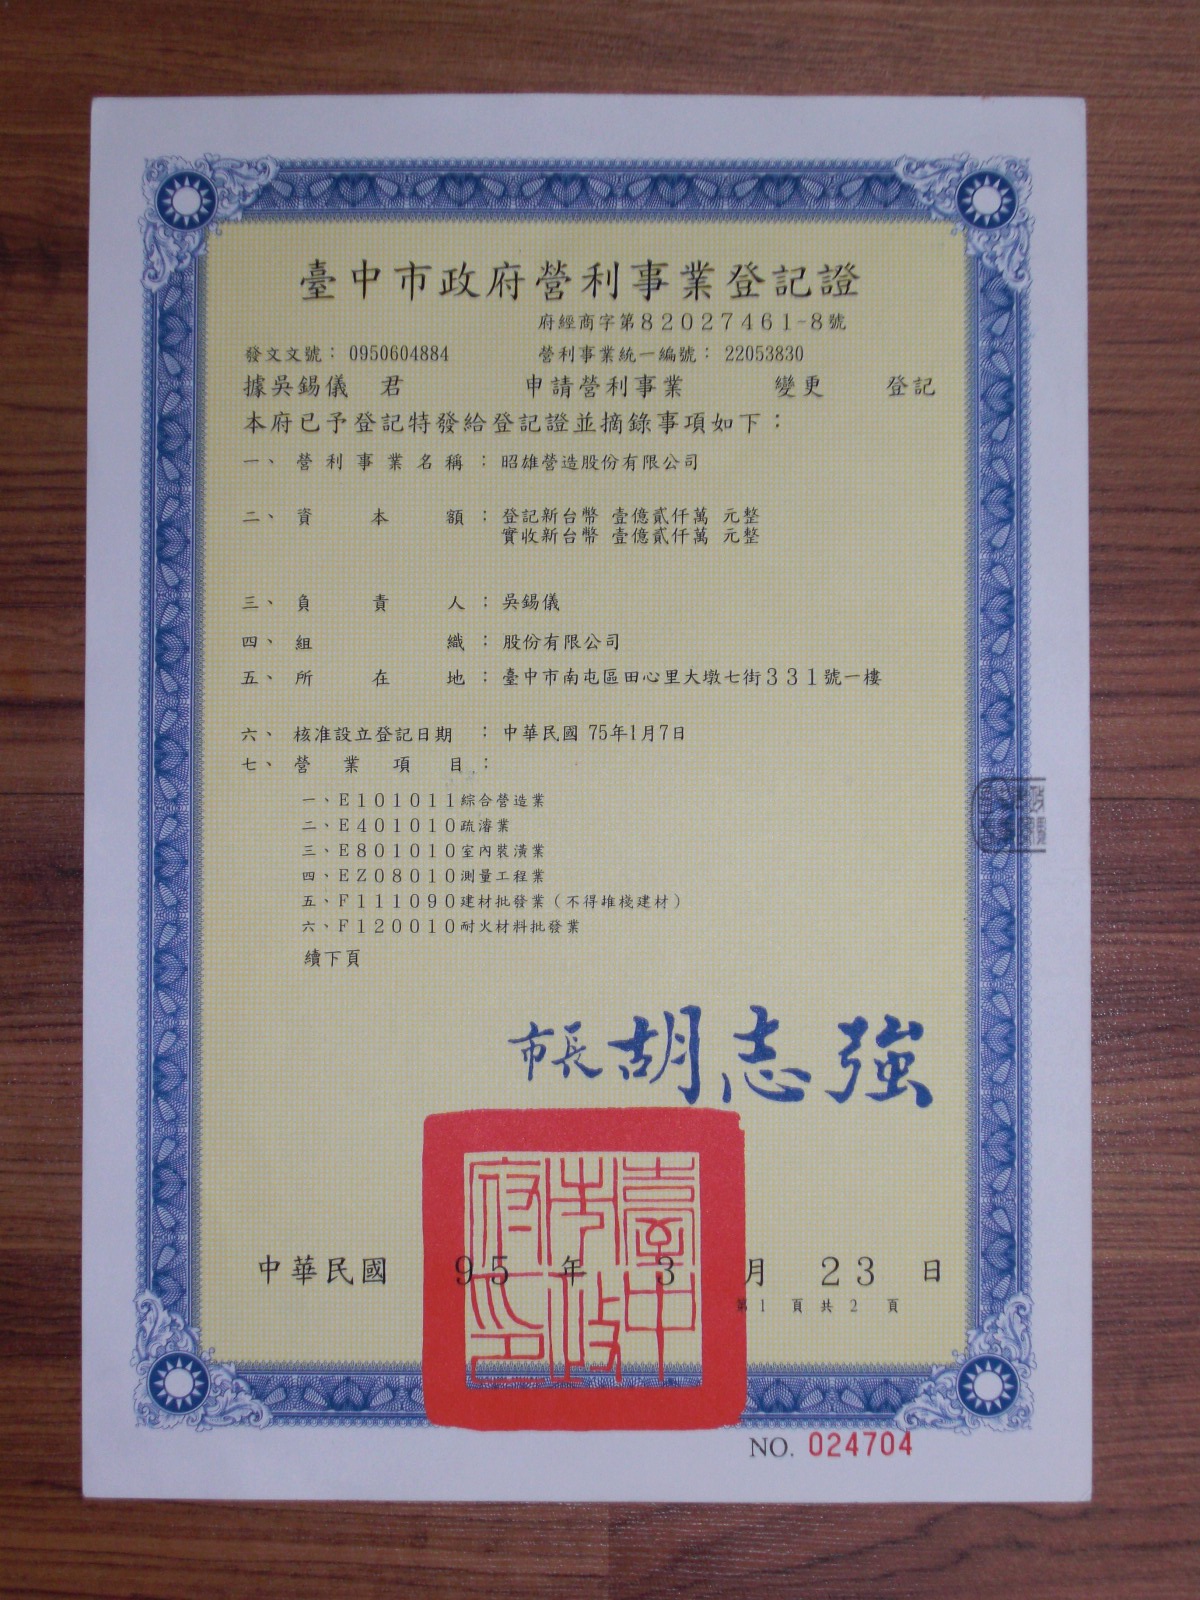 臺中市政府營利事業登記證
府經商字第82027461-8號
發文文號：0950604884 營利事業統一編號：22053830
據吳錫儀 君 申請營利事業 變更 登記
本府已予登記特發給登記證並摘錄事項如下：
一、營利事業名稱：昭雄營造股份有限公司
二、資本額：登記新台幣 壹億貳仟萬 元整
實收新台幣 壹億貳仟萬 元整
三、負責人：吳錫儀
四、組織：股份有限公司
五、所在地：臺中市南屯區田心里大墩七街331號一樓
六、核准設立登記日期：中華民國 75年1月7日
七、營業項目：
一、E101011綜合營造業
二、E401010疏濬業
三、E801010室內裝潢業
四、EZ08010測量工程業
五、F111090建材批發業(不得堆棧建材)
六、F120010耐火材料批發業
續下頁
市長 胡志強
臺中市政府印
中華民國 95 年 3 月 23 日
第1頁共2頁
NO. 024704